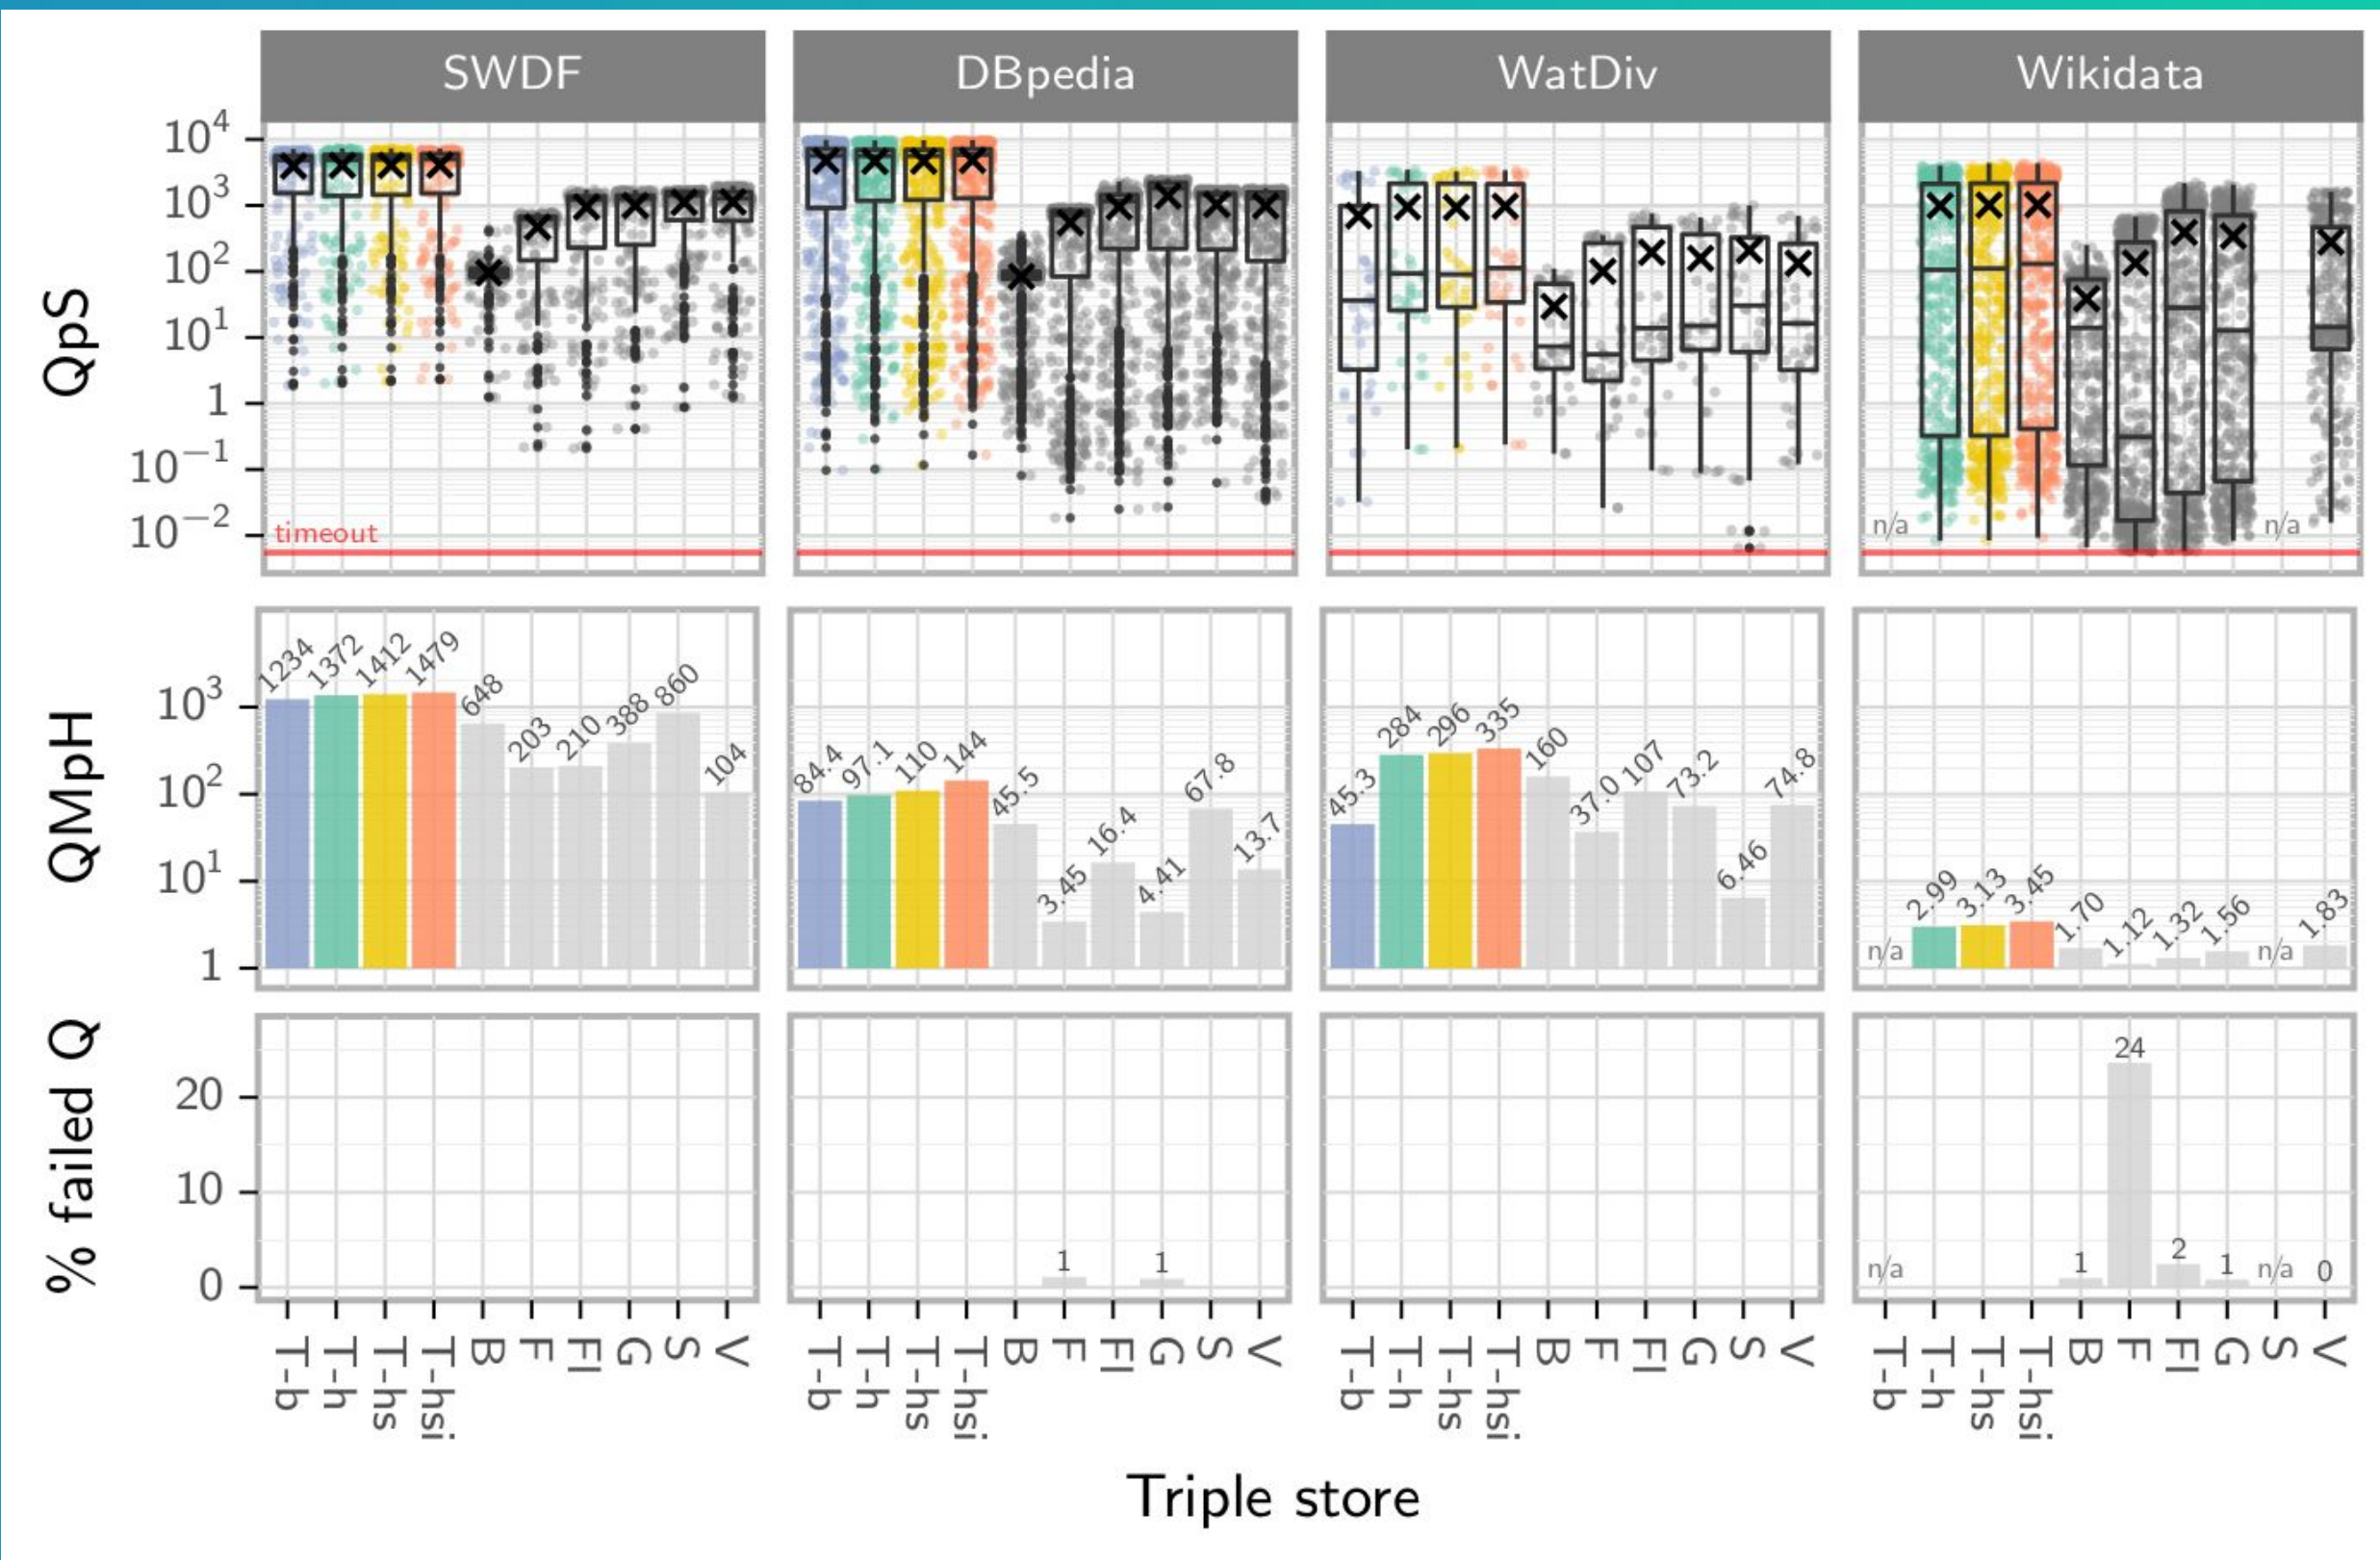 SWDF DBpedia WatDiv Wikidata
QpS
10⁴
10³
10²
10¹
1
10⁻¹
10⁻²
timeout
n/a n/a
QMpH
10³
10²
10¹
1
1234 1372 1412 1479 648 203 210 388 860 104
84.4 97.1 110 144 45.5 3.45 16.4 4.41 67.8 13.7
45.3 284 296 335 160 37.0 107 73.2 6.46 74.8
n/a 2.99 3.13 3.45 1.70 1.12 1.32 1.56 n/a 1.83
% failed Q
20
10
0
1 1
n/a 1 24 2 1 n/a 0
T-b T-h T-hs T-hsi B F FI G S V
T-b T-h T-hs T-hsi B F FI G S V
T-b T-h T-hs T-hsi B F FI G S V
T-b T-h T-hs T-hsi B F FI G S V
Triple store